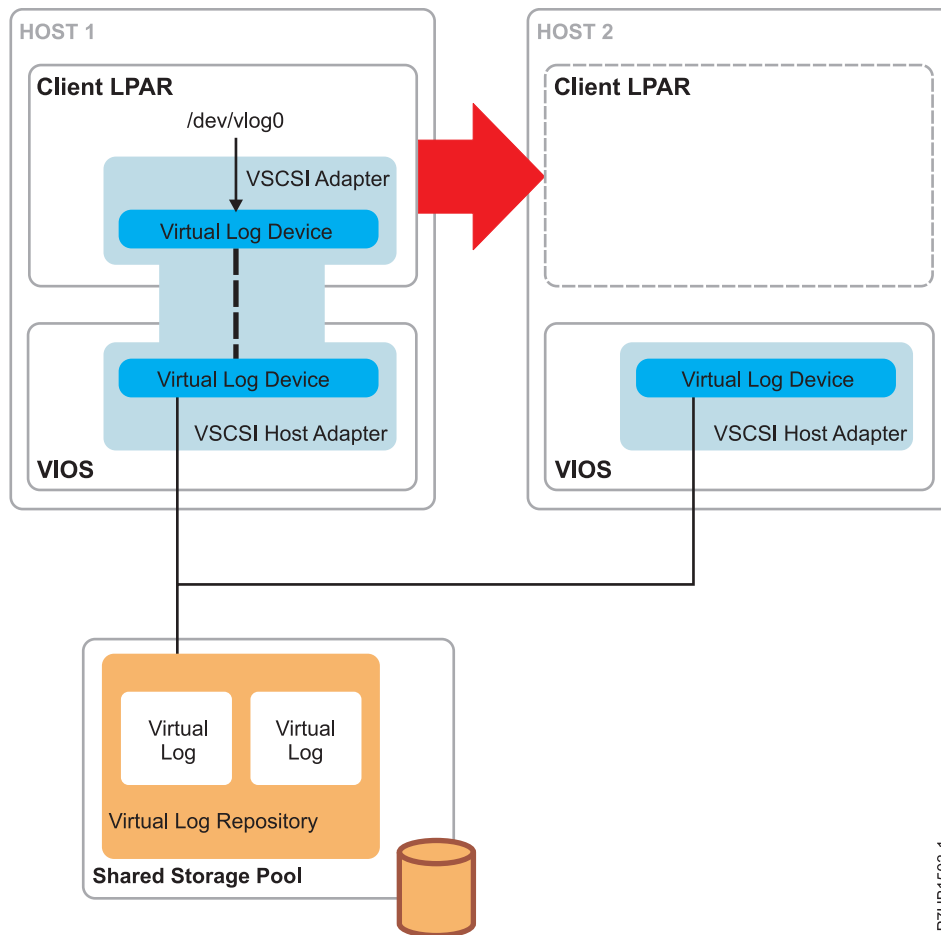 HOST 1
Client LPAR
/dev/vlog0
VSCSI Adapter
Virtual Log Device
Virtual Log Device
VSCSI Host Adapter
VIOS
HOST 2
Client LPAR
Virtual Log Device
VSCSI Host Adapter
VIOS
Virtual
Log
Virtual
Log
Virtual Log Repository
Shared Storage Pool